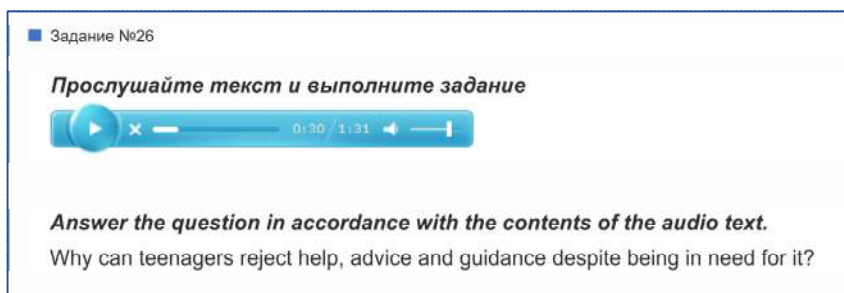 Задание №26
Прослушайте текст и выполните задание
0:30/1:31
Answer the question in accordance with the contents of the audio text.
Why can teenagers reject help, advice and guidance despite being in need for it?